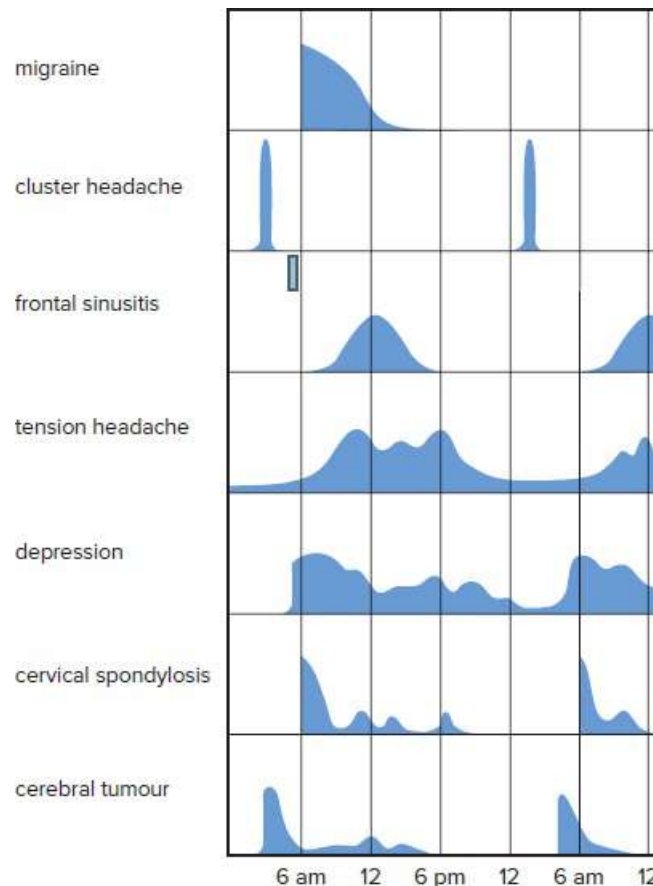 migraine
cluster headache
frontal sinusitis
tension headache
depression
cervical spondylosis
cerebral tumour
6 am 12 6 pm 12 6 am 12